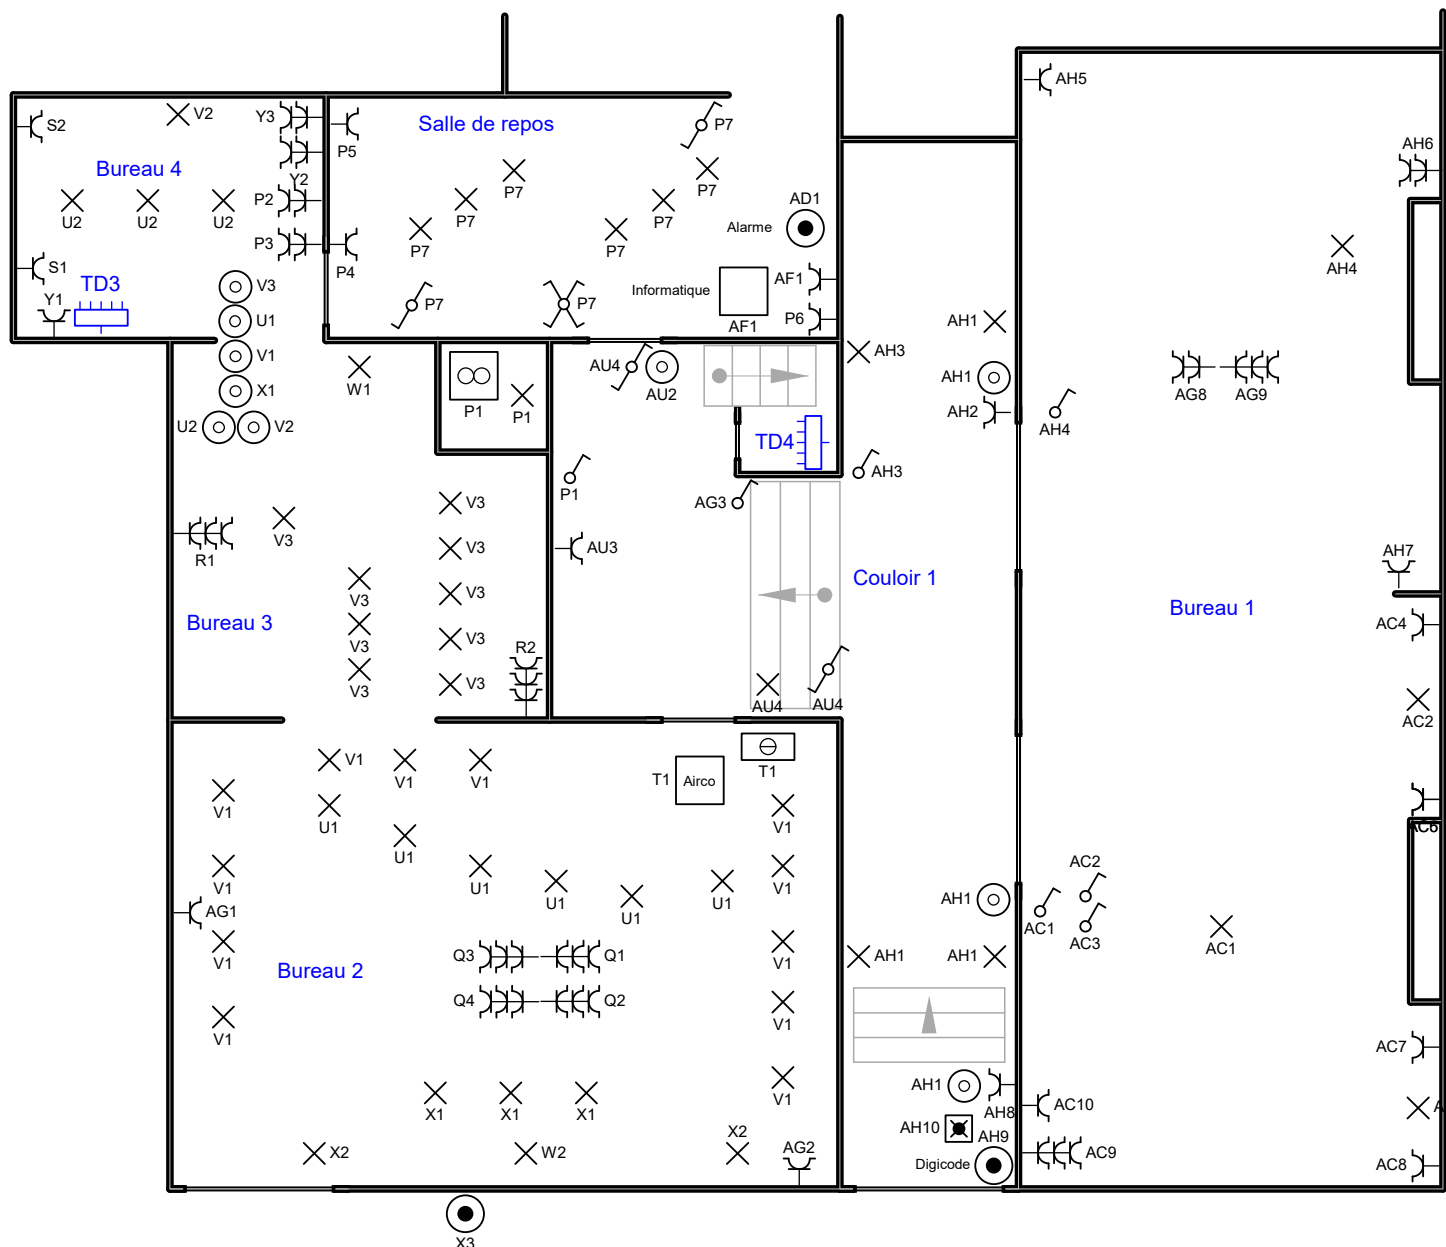 AH5
S2
V2
Y3
Salle de repos
P7
P5
AH6
Bureau 4
Y2
P7
P7
P2
P7
P7
AD1
U2
U2
U2
Alarme
P3
P7
P7
P4
AH4
S1
TD3
V3
Informatique
AF1
Y1
P7
P7
AF1
P6
U1
AH1
V1
AU4
AH3
W1
AU2
AH1
X1
P1
P1
AG8
AG9
AH2
U2
V2
AH4
TD4
AH3
P1
AG3
V3
V3
R1
V3
AU3
AH7
Couloir 1
V3
V3
Bureau 1
Bureau 3
V3
V3
R2
AC4
V3
V3
AU4
AU4
AC2
V1
V1
V1
T1
Airco
T1
V1
U1
V1
AC6
U1
V1
U1
V1
AC2
U1
U1
U1
AH1
AG1
AC1
AC3
V1
Q3
Q1
V1
AH1
AH1
AC1
Bureau 2
Q4
Q2
V1
V1
AC7
AH1
V1
X1
X1
X1
AH8
AC10
A
AH10
AH9
X2
X2
W2
AG2
Digicode
AC9
AC8
X3